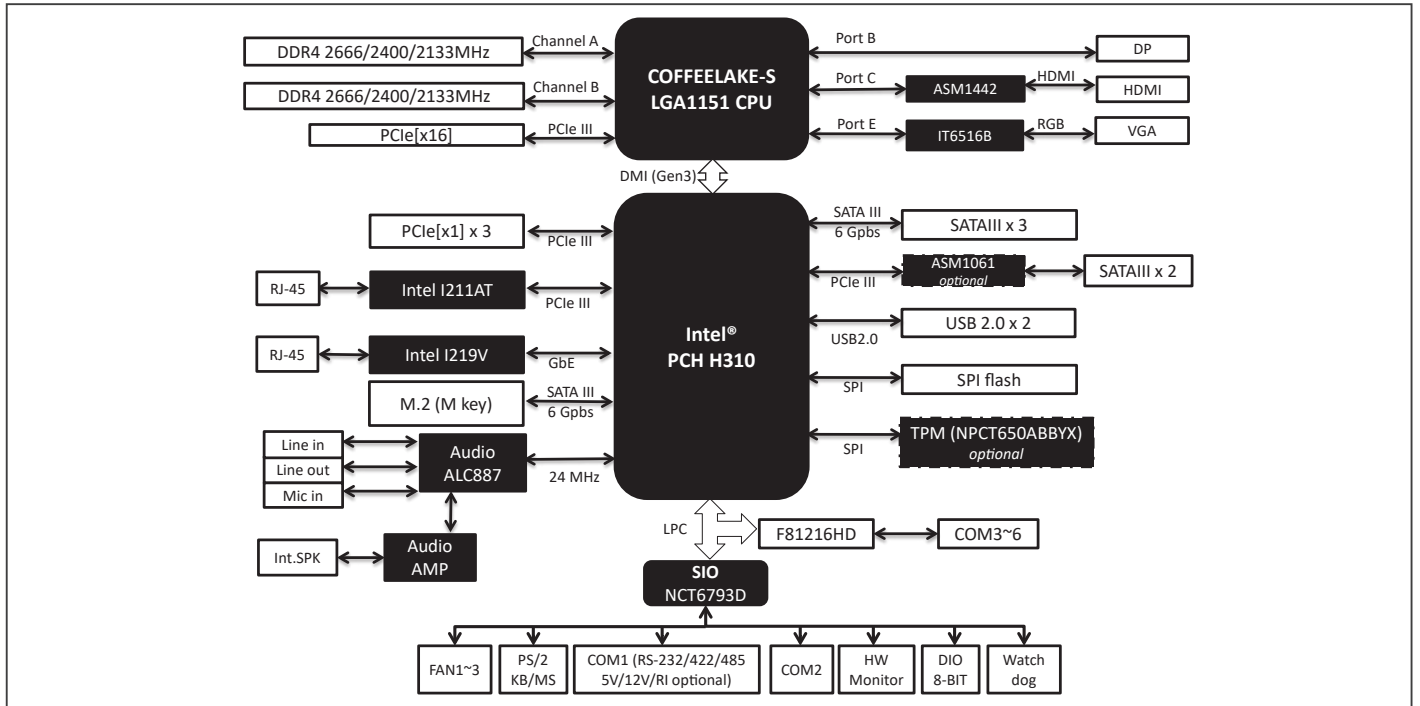 DDR4 2666/2400/2133MHz
Channel A
DDR4 2666/2400/2133MHz
Channel B
PCIe[x16]
PCIe III
COFFEELAKE-S
LGA1151 CPU
Port B
DP
Port C
ASM1442
HDMI
HDMI
Port E
IT6516B
RGB
VGA
DMI (Gen3)
PCIe[x1] x 3
PCIe III
RJ-45
Intel I211AT
PCIe III
RJ-45
Intel I219V
GbE
M.2 (M key)
SATA III
6 Gpbs
Line in
Line out
Mic in
Audio
ALC887
24 MHz
Int.SPK
Audio
AMP
Intel®
PCH H310
SATA III
6 Gpbs
SATAIII x 3
PCIe III
ASM1061
optional
SATAIII x 2
USB2.0
USB 2.0 x 2
SPI
SPI flash
SPI
TPM (NPCT650ABBYX)
optional
LPC
F81216HD
COM3~6
SIO
NCT6793D
FAN1~3
PS/2
KB/MS
COM1 (RS-232/422/485
5V/12V/RI optional)
COM2
HW
Monitor
DIO
8-BIT
Watch
dog